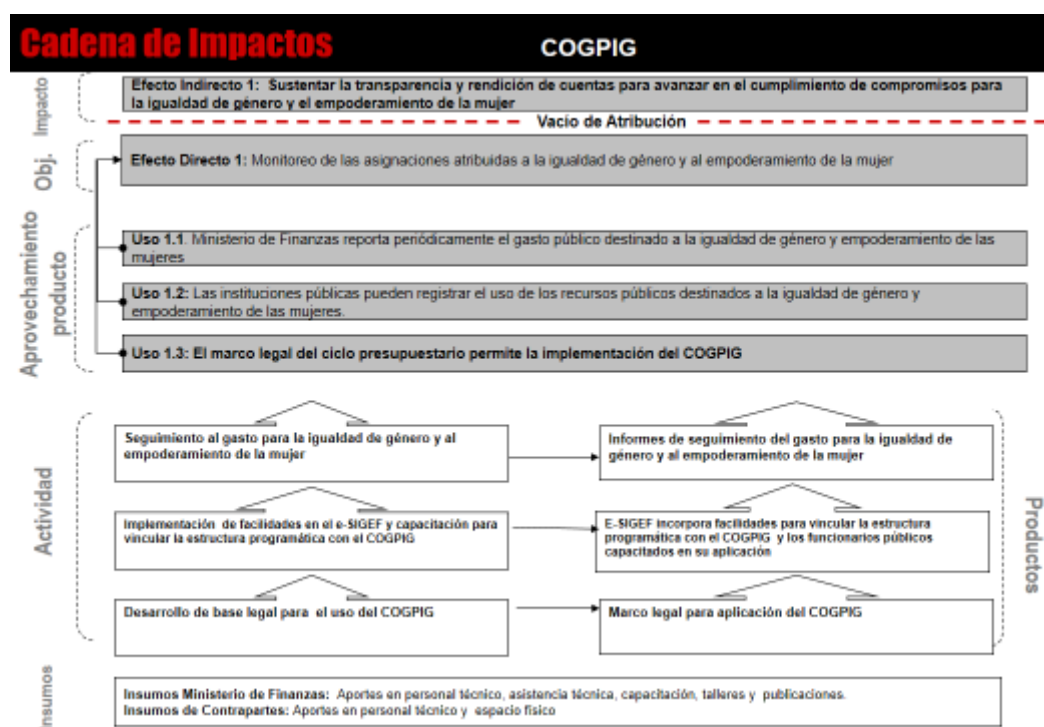 Cadena de Impactos
COGPIG
Impacto
Efecto Indirecto 1: Sustentar la transparencia y rendición de cuentas para avanzar en el cumplimiento de compromisos para
la igualdad de género y el empoderamiento de la mujer
Vacío de Atribución
Obj.
Efecto Directo 1: Monitoreo de las asignaciones atribuidas a la igualdad de género y al empoderamiento de la mujer
Aprovechamiento
producto
Uso 1.1. Ministerio de Finanzas reporta periódicamente el gasto público destinado a la igualdad de género y empoderamiento de las
mujeres
Uso 1.2: Las instituciones públicas pueden registrar el uso de los recursos públicos destinados a la igualdad de género y
empoderamiento de las mujeres.
Uso 1.3: El marco legal del ciclo presupuestario permite la implementación del COGPIG
Actividad
Seguimiento al gasto para la igualdad de género y al
empoderamiento de la mujer
Informes de seguimiento del gasto para la igualdad de
género y al empoderamiento de la mujer
Implementación de facilidades en el e-SIGEF y capacitación para
vincular la estructura programática con el COGPIG
E-SIGEF incorpora facilidades para vincular la estructura
programática con el COGPIG y los funcionarios públicos
capacitados en su aplicación
Desarrollo de base legal para el uso del COGPIG
Marco legal para aplicación del COGPIG
Productos
Insumos
Insumos Ministerio de Finanzas: Aportes en personal técnico, asistencia técnica, capacitación, talleres y publicaciones.
Insumos de Contrapartes: Aportes en personal técnico y espacio físico